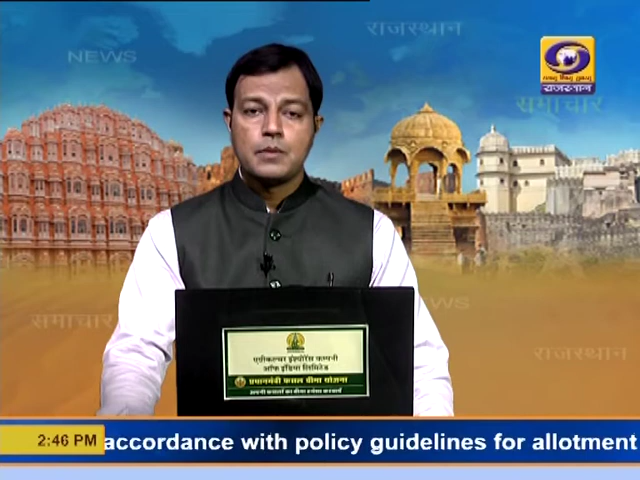 राजस्थान
NEWS
समाचार
राजस्थान
NEWS
समाचार
राजस्थान
एग्रीकल्चर इंश्योरेंस कम्पनी
ऑफ इंडिया लिमिटेड
प्रधानमंत्री फसल बीमा योजना
2:46 PM
accordance with policy guidelines for allotment